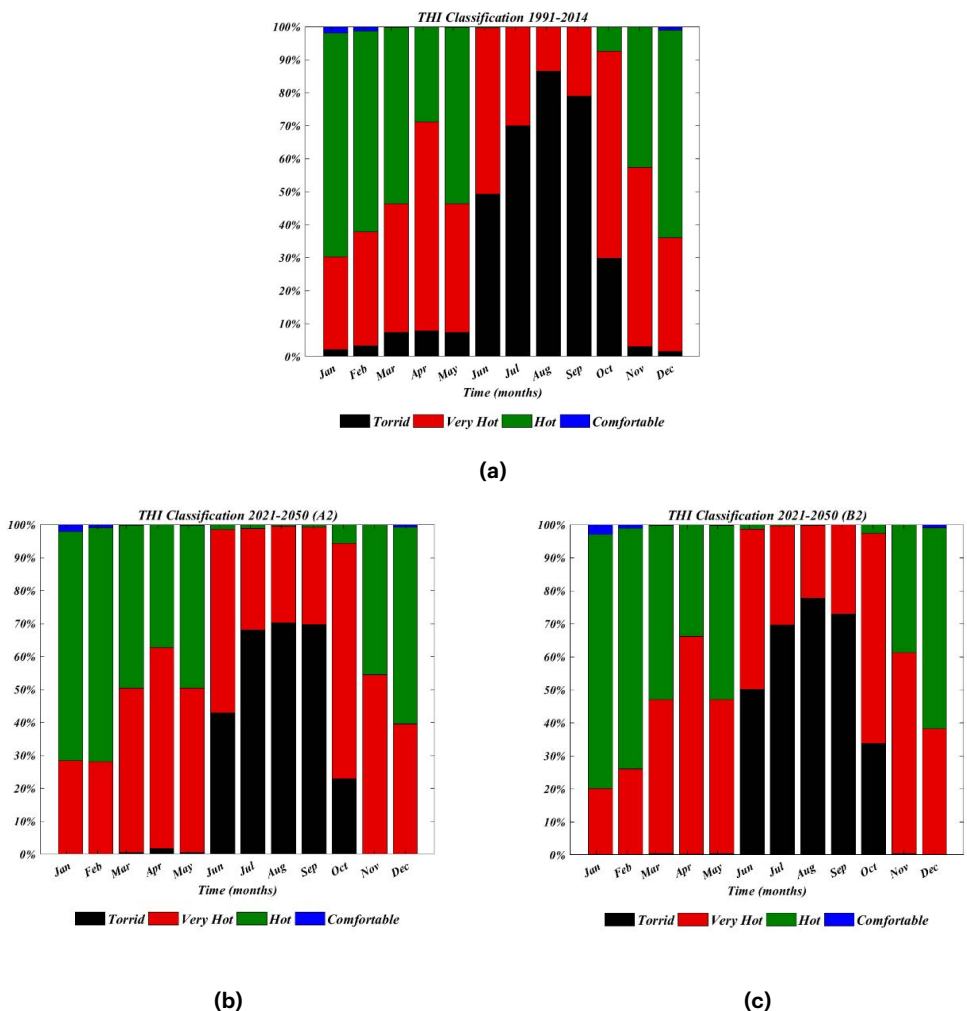 THI Classification 1991-2014
100%
90%
80%
70%
60%
50%
40%
30%
20%
10%
0%
Jan Feb Mar Apr May Jun Jul Aug Sep Oct Nov Dec
Time (months)
Torrid Very Hot Hot Comfortable
(a)
THI Classification 2021-2050 (A2)
100%
90%
80%
70%
60%
50%
40%
30%
20%
10%
0%
Jan Feb Mar Apr May Jun Jul Aug Sep Oct Nov Dec
Time (months)
Torrid Very Hot Hot Comfortable
(b)
THI Classification 2021-2050 (B2)
100%
90%
80%
70%
60%
50%
40%
30%
20%
10%
0%
Jan Feb Mar Apr May Jun Jul Aug Sep Oct Nov Dec
Time (months)
Torrid Very Hot Hot Comfortable
(c)